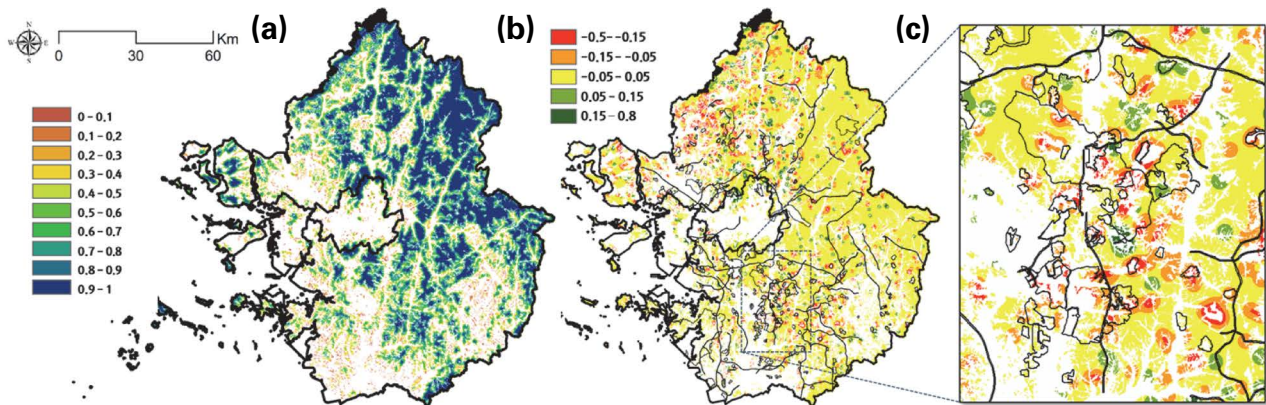 N
W
E
S
0
30
60
Km
(a)
0 - 0.1
0.1 - 0.2
0.2 - 0.3
0.3 - 0.4
0.4 - 0.5
0.5 - 0.6
0.6 - 0.7
0.7 - 0.8
0.8 - 0.9
0.9 - 1
(b)
-0.5- -0.15
-0.15- -0.05
-0.05- 0.05
0.05 - 0.15
0.15- 0.8
(c)